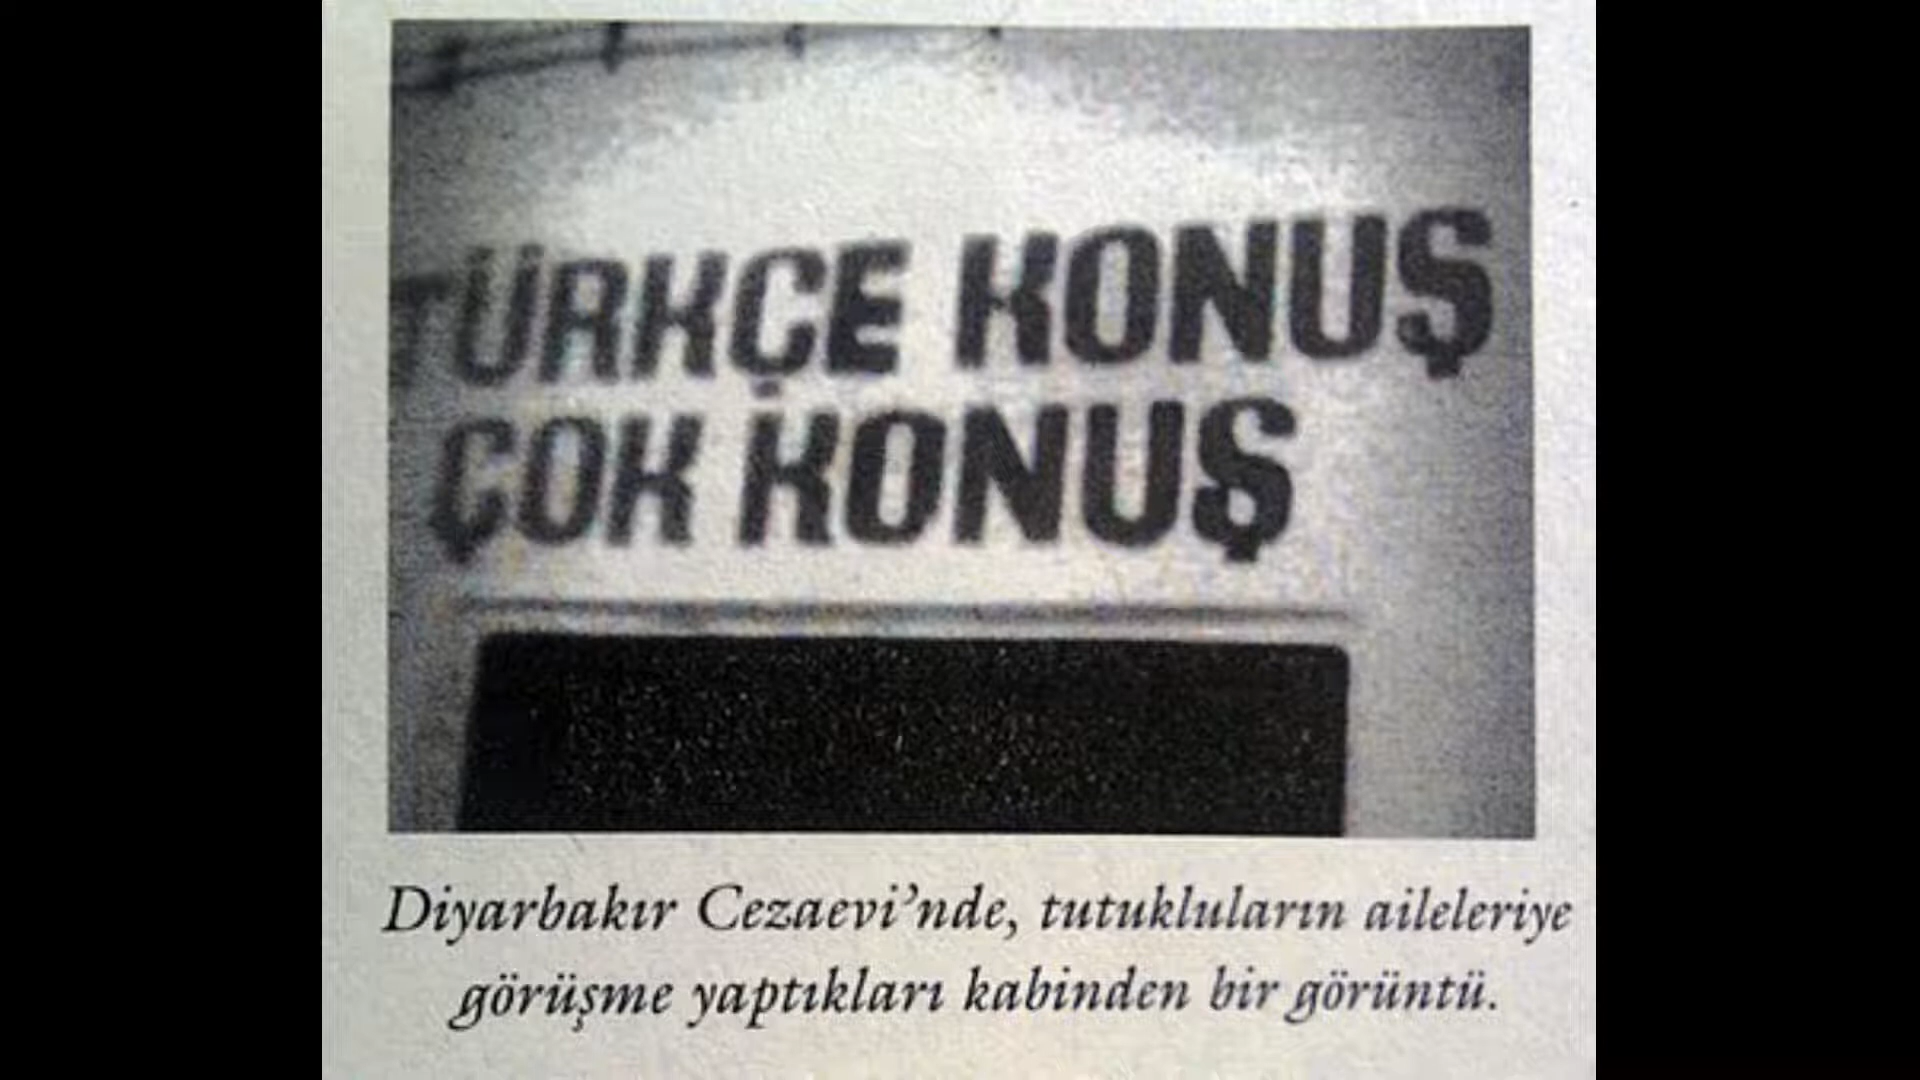 TÜRKÇE KONUŞ
ÇOK KONUŞ
Diyarbakır Cezaevi'nde, tutukluların aileleriye
görüşme yaptıkları kabinden bir görüntü.